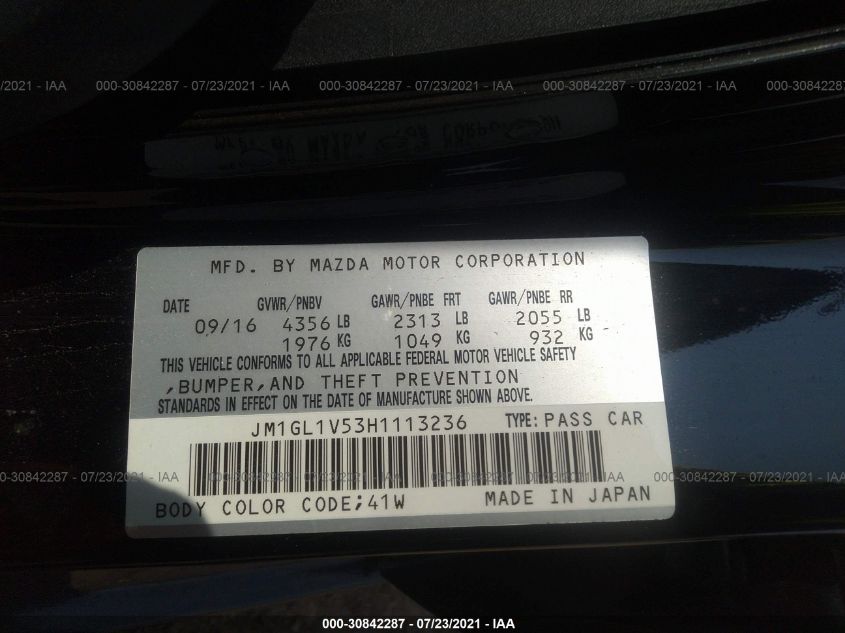 2021 - IAA 000-30842287 - 07/23/2021 - IAA 000-30842287 - 07/23/2021 - IAA 000-30842287 - 07/23/2021 - IAA
MFD. BY MAZDA MOTOR CORPORATION
DATE GVWR/PNBV GAWR/PNBE FRT GAWR/PNBE RR
09/16 4356 LB 2313 LB 2055 LB
1976 KG 1049 KG 932 KG
THIS VEHICLE CONFORMS TO ALL APPLICABLE FEDERAL MOTOR VEHICLE SAFETY
,BUMPER,AND THEFT PREVENTION
STANDARDS IN EFFECT ON THE DATE OF MANUFACTURE SHOWN ABOVE.
JM1GL1V53H1113236 TYPE: PASS CAR
/2021 - IAA 000-30842287 - 07/23/2021 - IAA 000-30842287 - 07/23/2021 - IAA 000-30842287 - 07/23/2021 - IAA
BODY COLOR CODE;41W MADE IN JAPAN
000-30842287 - 07/23/2021 - IAA